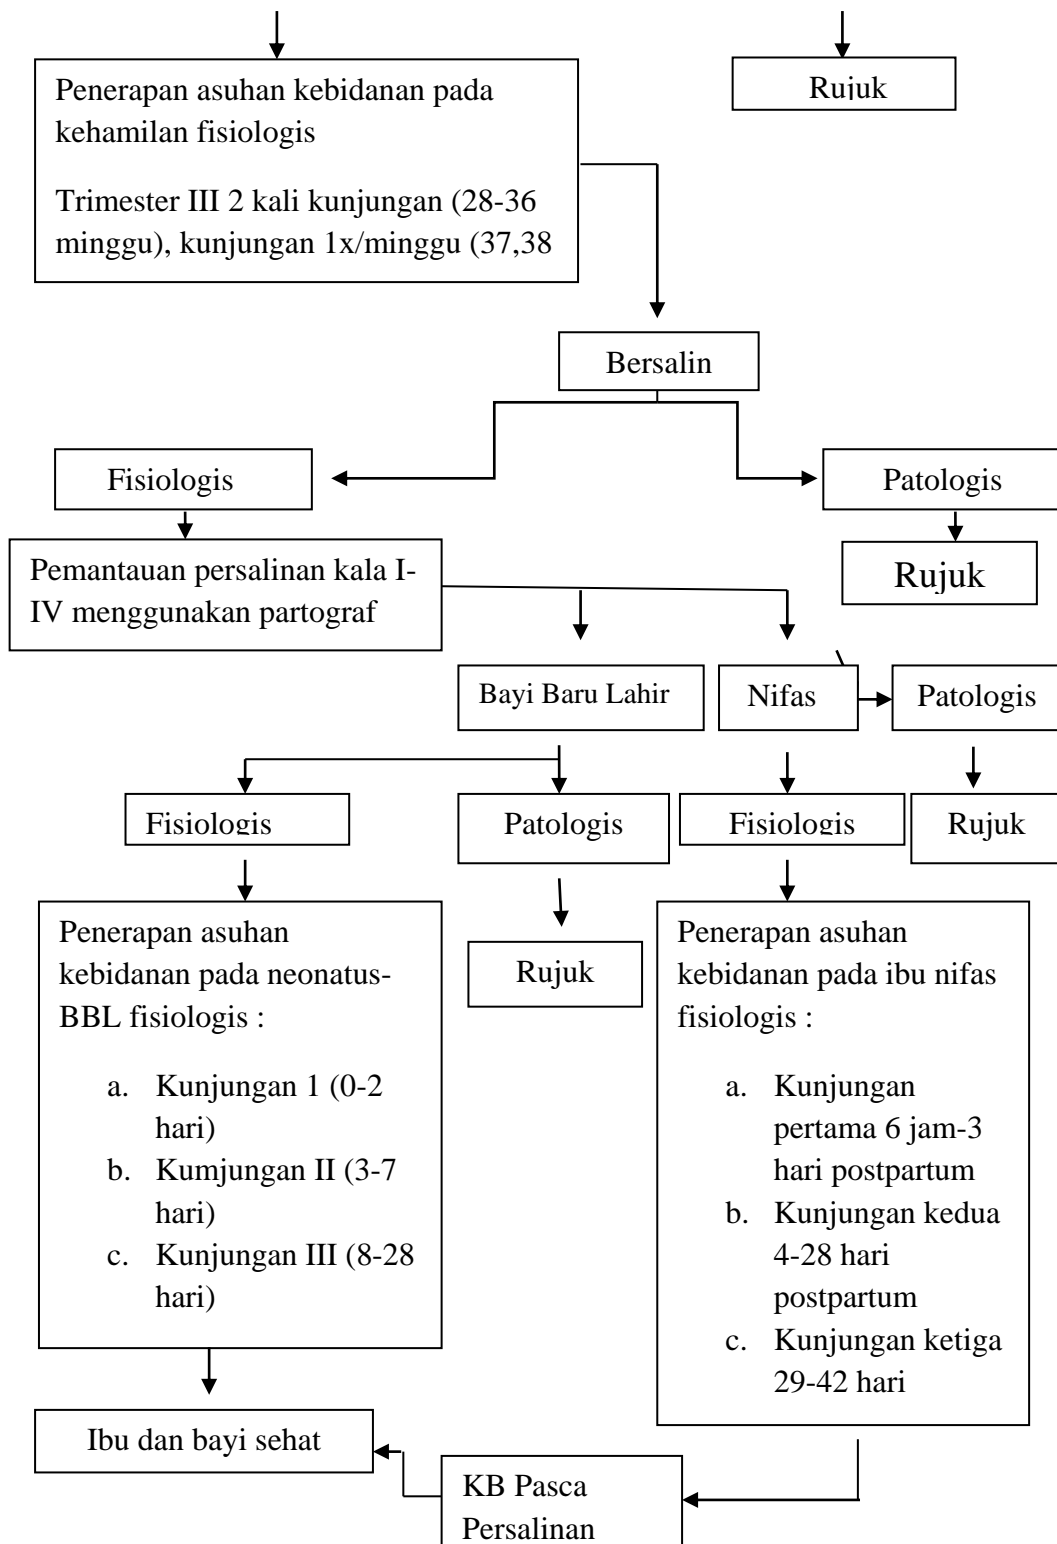 Penerapan asuhan kebidanan pada
kehamilan fisiologis
Trimester III 2 kali kunjungan (28-36
minggu), kunjungan 1x/minggu (37,38
Rujuk
Bersalin
Fisiologis
Patologis
Pemantauan persalinan kala I-
IV menggunakan partograf
Rujuk
Bayi Baru Lahir
Nifas
Patologis
Fisiologis
Patologis
Fisiologis
Rujuk
Penerapan asuhan
kebidanan pada neonatus-
BBL fisiologis :
a. Kunjungan 1 (0-2
hari)
b. Kumjungan II (3-7
hari)
c. Kunjungan III (8-28
hari)
Rujuk
Penerapan asuhan
kebidanan pada ibu nifas
fisiologis :
a. Kunjungan
pertama 6 jam-3
hari postpartum
b. Kunjungan kedua
4-28 hari
postpartum
c. Kunjungan ketiga
29-42 hari
Ibu dan bayi sehat
KB Pasca
Persalinan